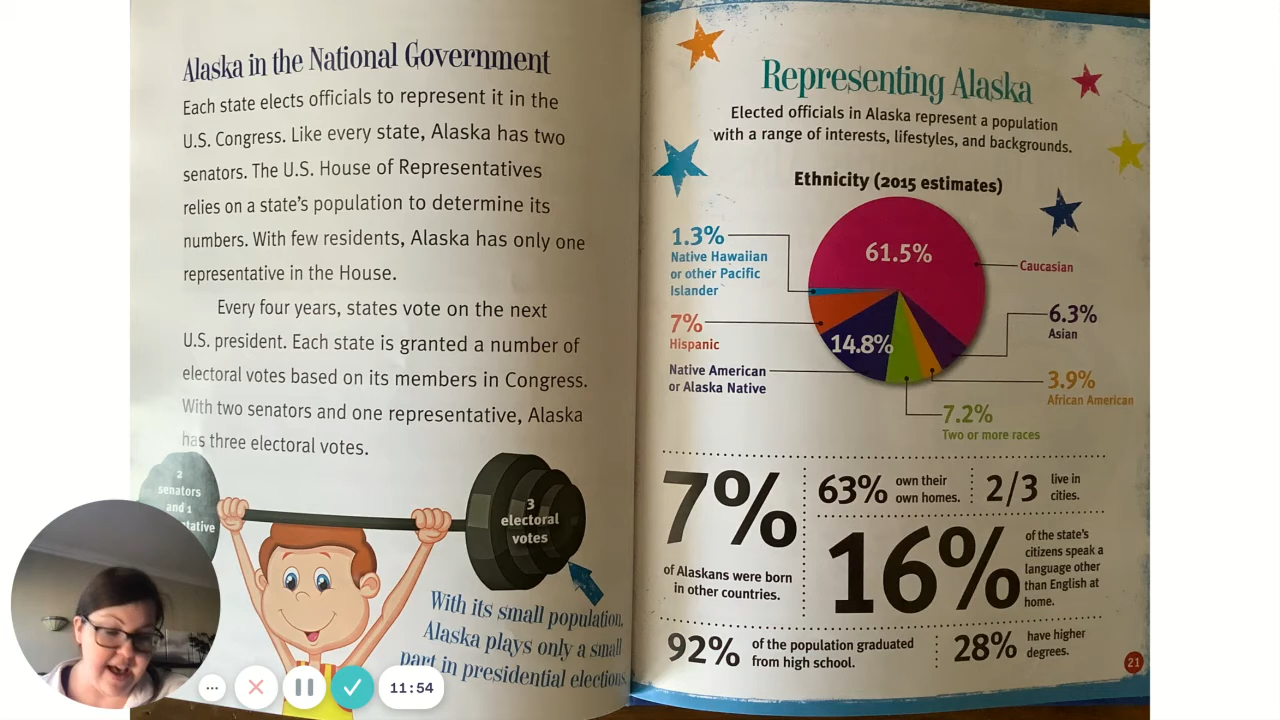 Alaska in the National Government
Each state elects officials to represent it in the
U.S. Congress. Like every state, Alaska has two
senators. The U.S. House of Representatives
relies on a state's population to determine its
numbers. With few residents, Alaska has only one
representative in the House.
Every four years, states vote on the next
U.S. president. Each state is granted a number of
electoral votes based on its members in Congress.
With two senators and one representative, Alaska
has three electoral votes.
2
senators
and 1
tative
3
electoral
votes
With its small population,
Alaska plays only a small
part in presidential elections.
Representing Alaska
Elected officials in Alaska represent a population
with a range of interests, lifestyles, and backgrounds.
Ethnicity (2015 estimates)
61.5%
Caucasian
1.3%
Native Hawaiian
or other Pacific
Islander
7%
Hispanic
14.8%
Native American
or Alaska Native
6.3%
Asian
3.9%
African American
7.2%
Two or more races
7%
of Alaskans were born
in other countries.
63%
own their
own homes.
2/3
live in
cities.
16%
of the state's
citizens speak a
language other
than English at
home.
92%
of the population graduated
from high school.
28%
have higher
degrees.
21
11:54